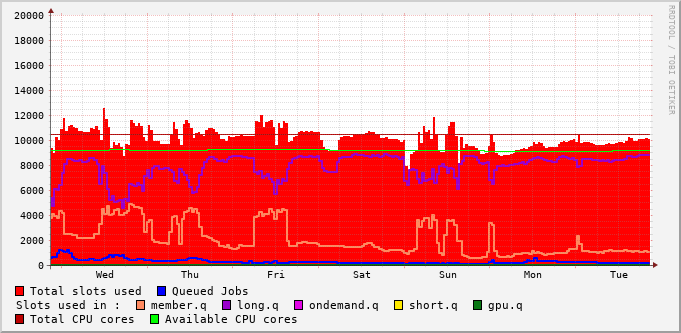 20000
18000
16000
14000
12000
10000
8000
6000
4000
2000
0
Wed Thu Fri Sat Sun Mon Tue
Total slots used Queued Jobs
Slots used in : member.q long.q ondemand.q short.q gpu.q
Total CPU cores Available CPU cores
RRDTOOL / TOBI OETIKER